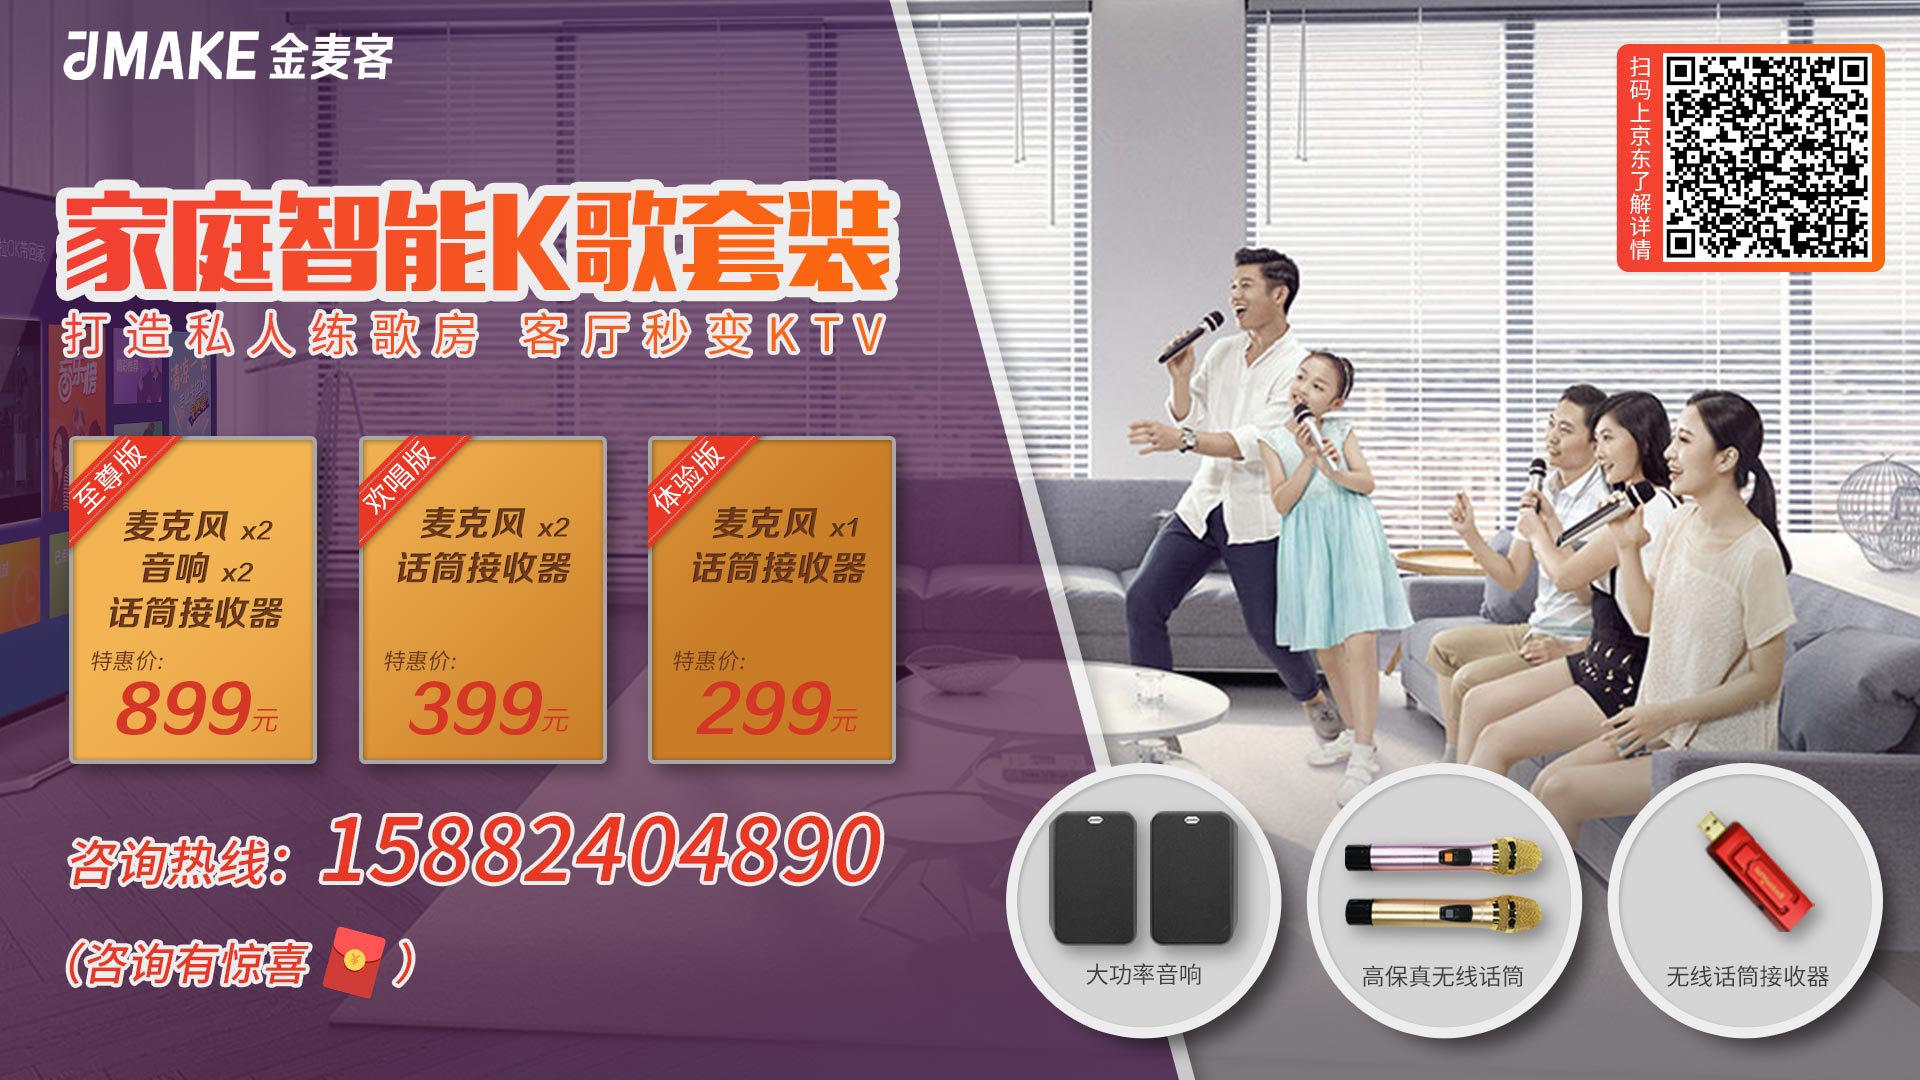 JMAKE 金麦客
扫码上京东了解详情
家庭智能K歌套装
打造私人练歌房 客厅秒变KTV
至尊版
麦克风 x2
音响 x2
话筒接收器
特惠价:
899元
欢唱版
麦克风 x2
话筒接收器
特惠价:
399元
体验版
麦克风 x1
话筒接收器
特惠价:
299元
咨询热线：15882404890
（咨询有惊喜）
大功率音响
高保真无线话筒
无线话筒接收器